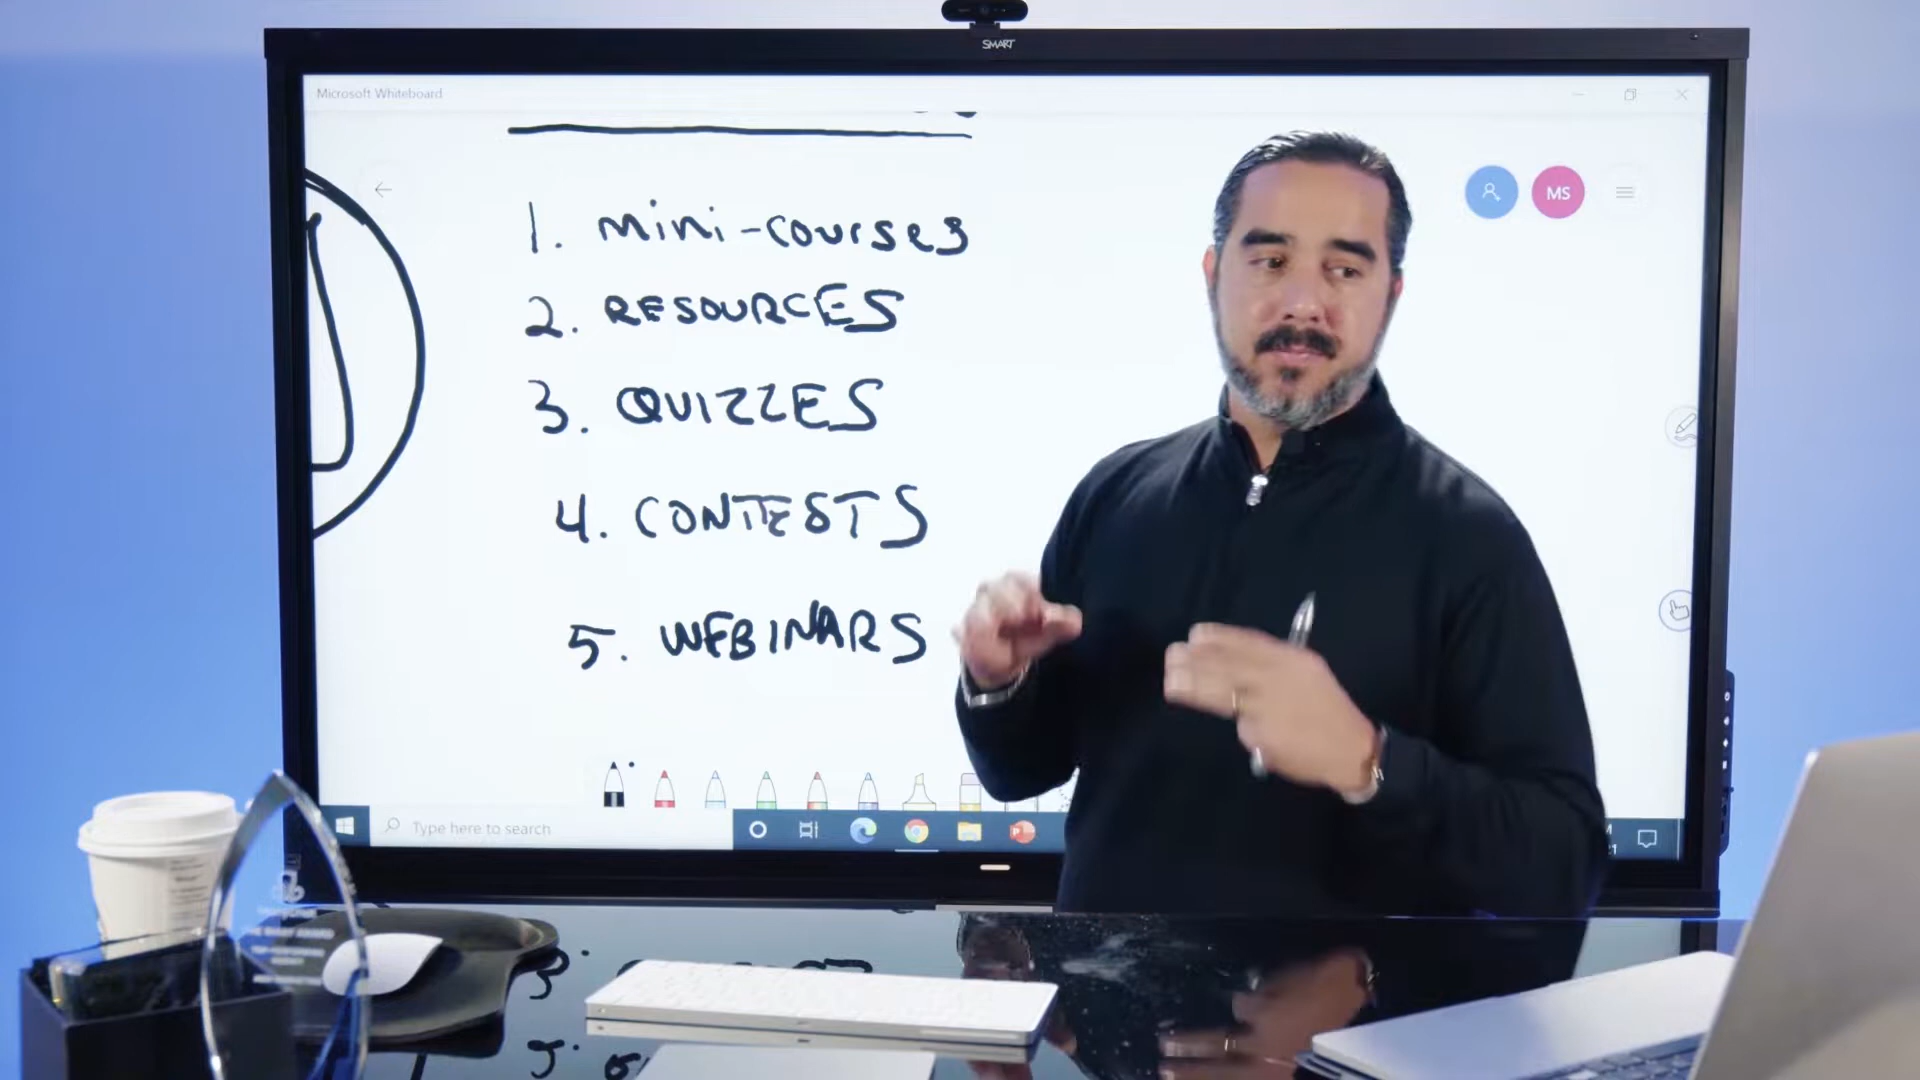 SMART
Microsoft Whiteboard
MS
1. mini-courses
2. RESOURCES
3. QUIZZES
4. CONTESTS
5. WEBINARS
Type here to search